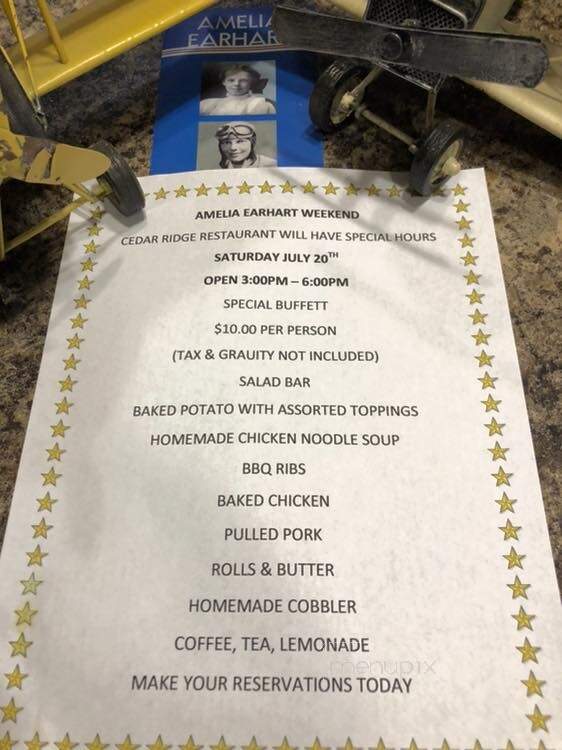 AMELIA
EARHAR
AMELIA EARHART WEEKEND
CEDAR RIDGE RESTAURANT WILL HAVE SPECIAL HOURS
SATURDAY JULY 20TH
OPEN 3:00PM – 6:00PM
SPECIAL BUFFETT
$10.00 PER PERSON
(TAX & GRAUITY NOT INCLUDED)
SALAD BAR
BAKED POTATO WITH ASSORTED TOPPINGS
HOMEMADE CHICKEN NOODLE SOUP
BBQ RIBS
BAKED CHICKEN
PULLED PORK
ROLLS & BUTTER
HOMEMADE COBBLER
COFFEE, TEA, LEMONADE
menupix
MAKE YOUR RESERVATIONS TODAY